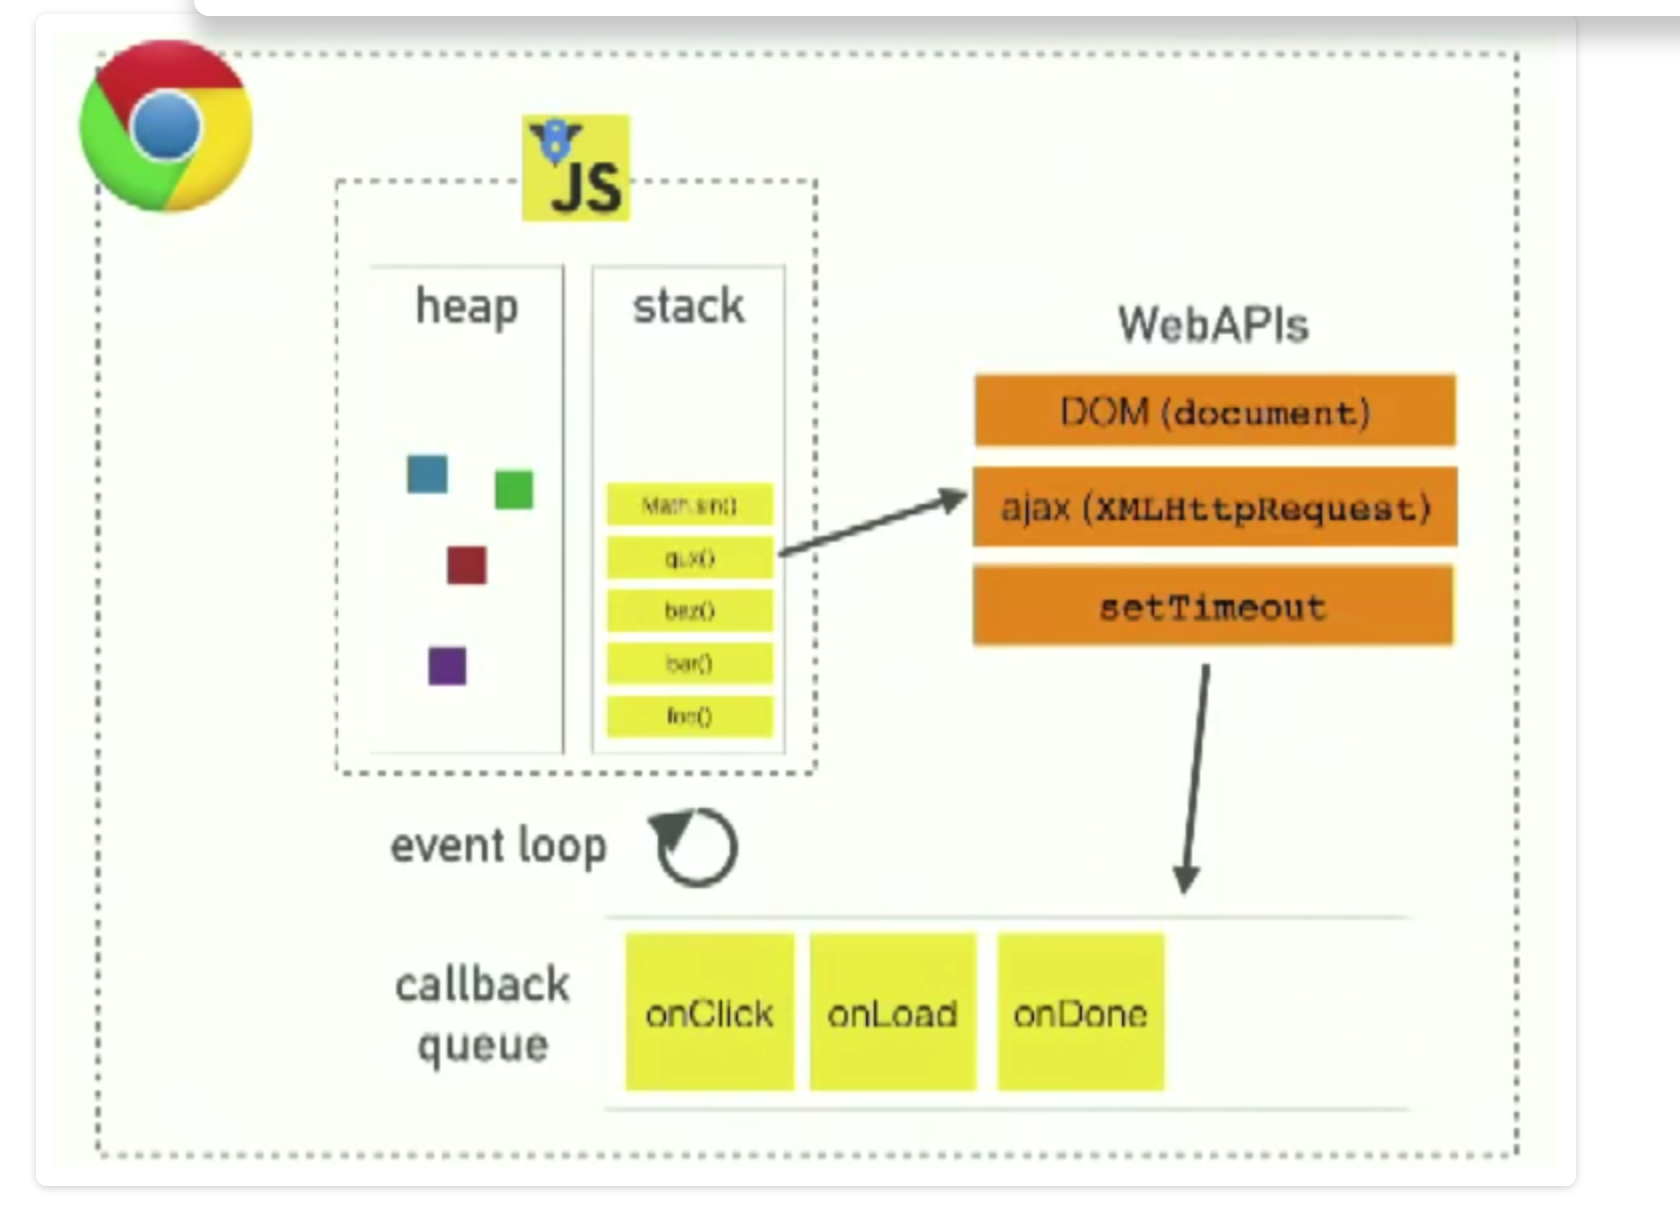 8
JS
heap
stack
Math.sin()
qux()
baz()
bar()
foo()
WebAPIs
DOM (document)
ajax (XMLHttpRequest)
setTimeout
event loop
callback
queue
onClick
onLoad
onDone